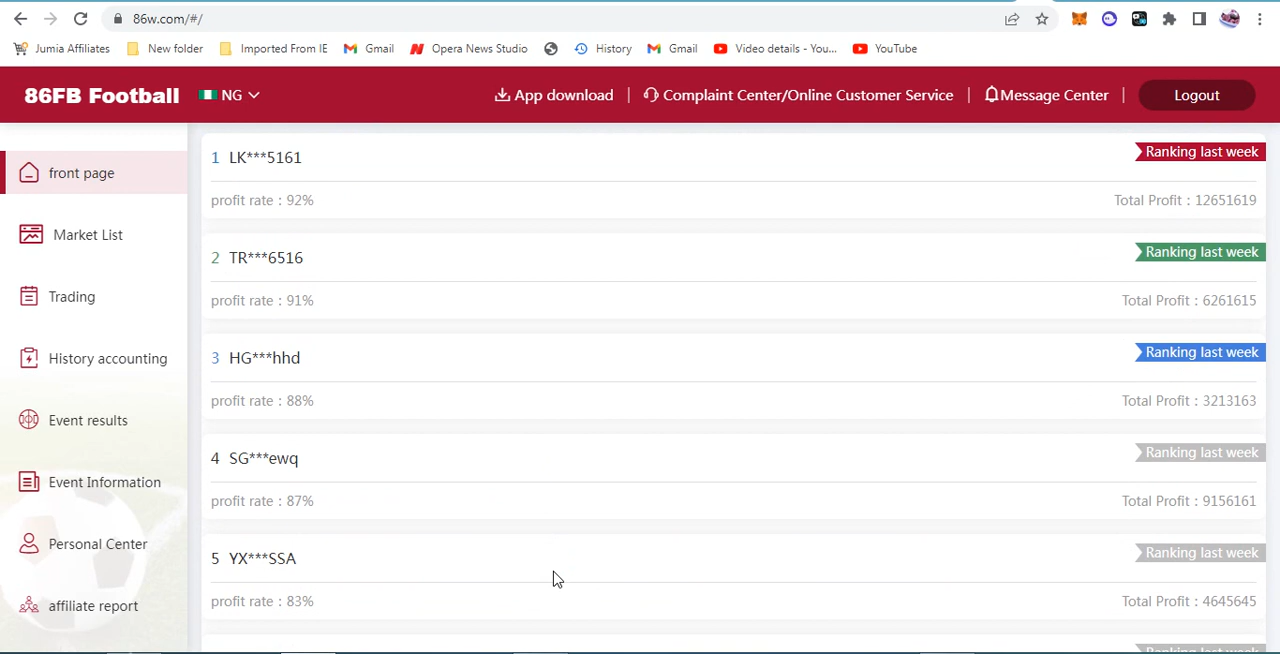 86w.com/#/
Jumia Affiliates New folder Imported From IE Gmail Opera News Studio History Gmail Video details - You... YouTube
86FB Football NG App download | Complaint Center/Online Customer Service | Message Center | Logout
front page
Market List
Trading
History accounting
Event results
Event Information
Personal Center
affiliate report
1 LK***5161 Ranking last week
profit rate : 92% Total Profit : 12651619
2 TR***6516 Ranking last week
profit rate : 91% Total Profit : 6261615
3 HG***hhd Ranking last week
profit rate : 88% Total Profit : 3213163
4 SG***ewq Ranking last week
profit rate : 87% Total Profit : 9156161
5 YX***SSA Ranking last week
profit rate : 83% Total Profit : 4645645
Ranking last week